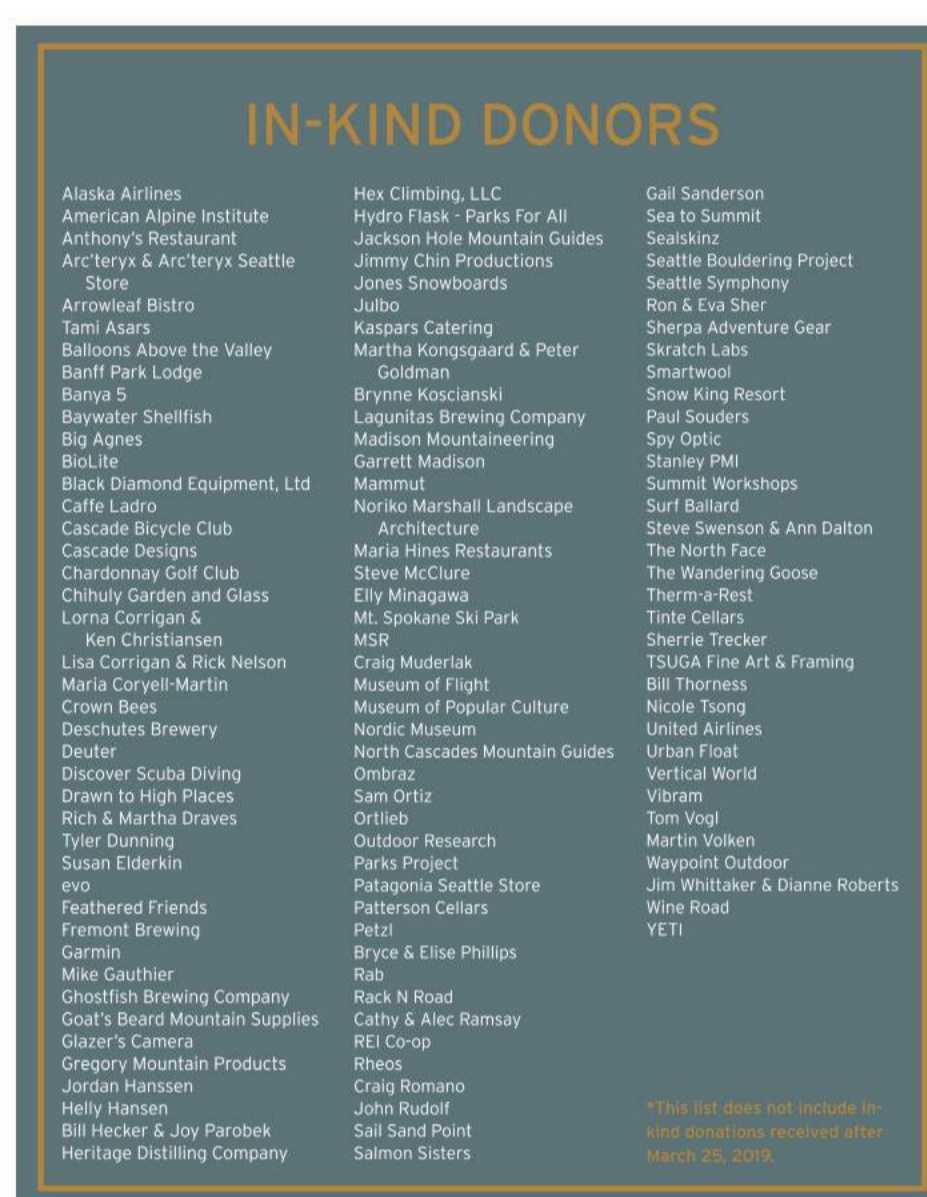 IN-KIND DONORS
Alaska Airlines
American Alpine Institute
Anthony's Restaurant
Arc'teryx & Arc'teryx Seattle
Store
Arrowleaf Bistro
Tami Asars
Balloons Above the Valley
Banff Park Lodge
Banya 5
Baywater Shellfish
Big Agnes
BioLite
Black Diamond Equipment, Ltd
Caffe Ladro
Cascade Bicycle Club
Cascade Designs
Chardonnay Golf Club
Chihuly Garden and Glass
Lorna Corrigan &
Ken Christiansen
Lisa Corrigan & Rick Nelson
Maria Coryell-Martin
Crown Bees
Deschutes Brewery
Deuter
Discover Scuba Diving
Drawn to High Places
Rich & Martha Draves
Tyler Dunning
Susan Elderkin
evo
Feathered Friends
Fremont Brewing
Garmin
Mike Gauthier
Ghostfish Brewing Company
Goat's Beard Mountain Supplies
Glazer's Camera
Gregory Mountain Products
Jordan Hanssen
Helly Hansen
Bill Hecker & Joy Parobek
Heritage Distilling Company
Hex Climbing, LLC
Hydro Flask - Parks For All
Jackson Hole Mountain Guides
Jimmy Chin Productions
Jones Snowboards
Julbo
Kaspars Catering
Martha Kongsgaard & Peter
Goldman
Brynne Koscianski
Lagunitas Brewing Company
Madison Mountaineering
Garrett Madison
Mammut
Noriko Marshall Landscape
Architecture
Maria Hines Restaurants
Steve McClure
Elly Minagawa
Mt. Spokane Ski Park
MSR
Craig Muderlak
Museum of Flight
Museum of Popular Culture
Nordic Museum
North Cascades Mountain Guides
Ombraz
Sam Ortiz
Ortlieb
Outdoor Research
Parks Project
Patagonia Seattle Store
Patterson Cellars
Petzl
Bryce & Elise Phillips
Rab
Rack N Road
Cathy & Alec Ramsay
REI Co-op
Rheos
Craig Romano
John Rudolf
Sail Sand Point
Salmon Sisters
Gail Sanderson
Sea to Summit
Sealskinz
Seattle Bouldering Project
Seattle Symphony
Ron & Eva Sher
Sherpa Adventure Gear
Skratch Labs
Smartwool
Snow King Resort
Paul Souders
Spy Optic
Stanley PMI
Summit Workshops
Surf Ballard
Steve Swenson & Ann Dalton
The North Face
The Wandering Goose
Therm-a-Rest
Tinte Cellars
Sherrie Trecker
TSUGA Fine Art & Framing
Bill Thorness
Nicole Tsong
United Airlines
Urban Float
Vertical World
Vibram
Tom Vogl
Martin Volken
Waypoint Outdoor
Jim Whittaker & Dianne Roberts
Wine Road
YETI
*This list does not include in-
kind donations received after
March 25, 2019.